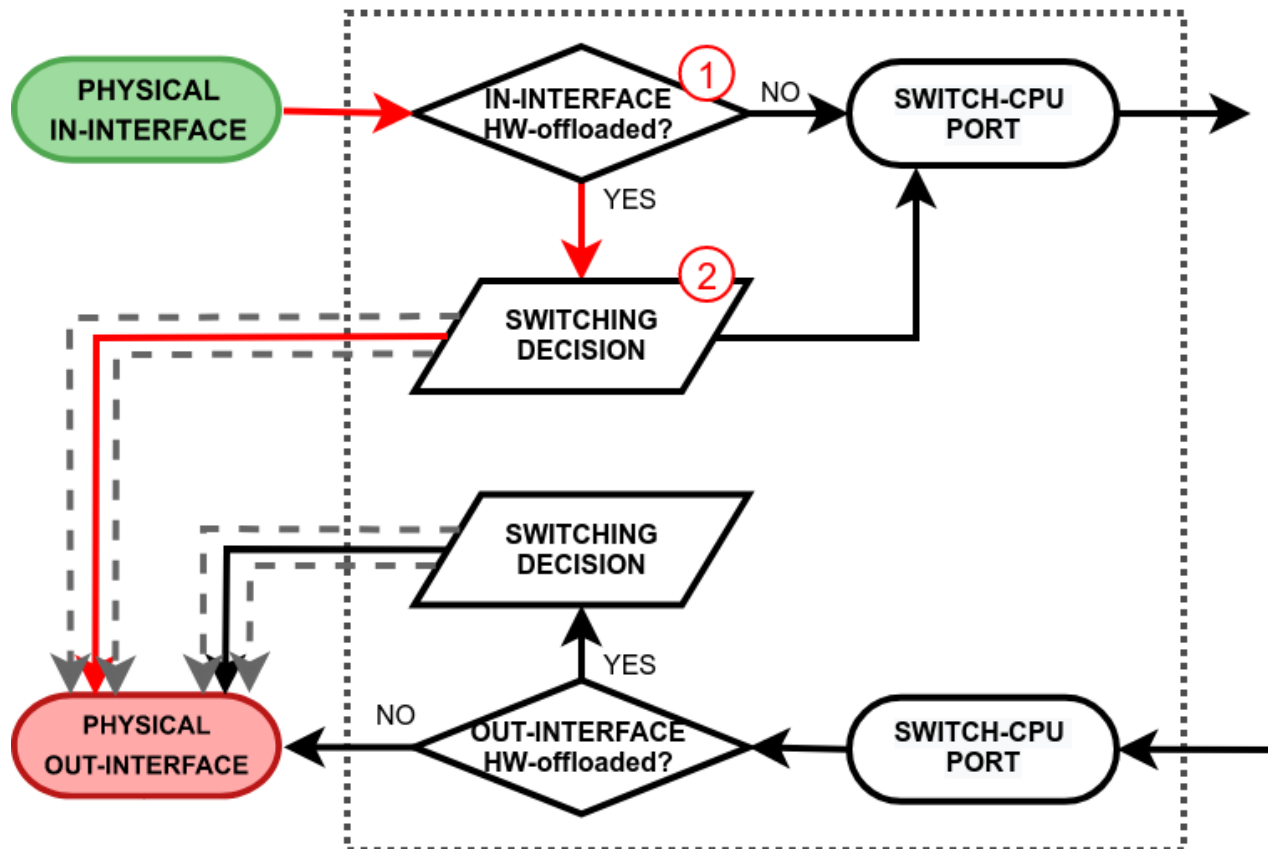 PHYSICAL
IN-INTERFACE
IN-INTERFACE
HW-offloaded?
1
NO
SWITCH-CPU
PORT
YES
2
SWITCHING
DECISION
SWITCHING
DECISION
YES
NO
PHYSICAL
OUT-INTERFACE
OUT-INTERFACE
HW-offloaded?
SWITCH-CPU
PORT